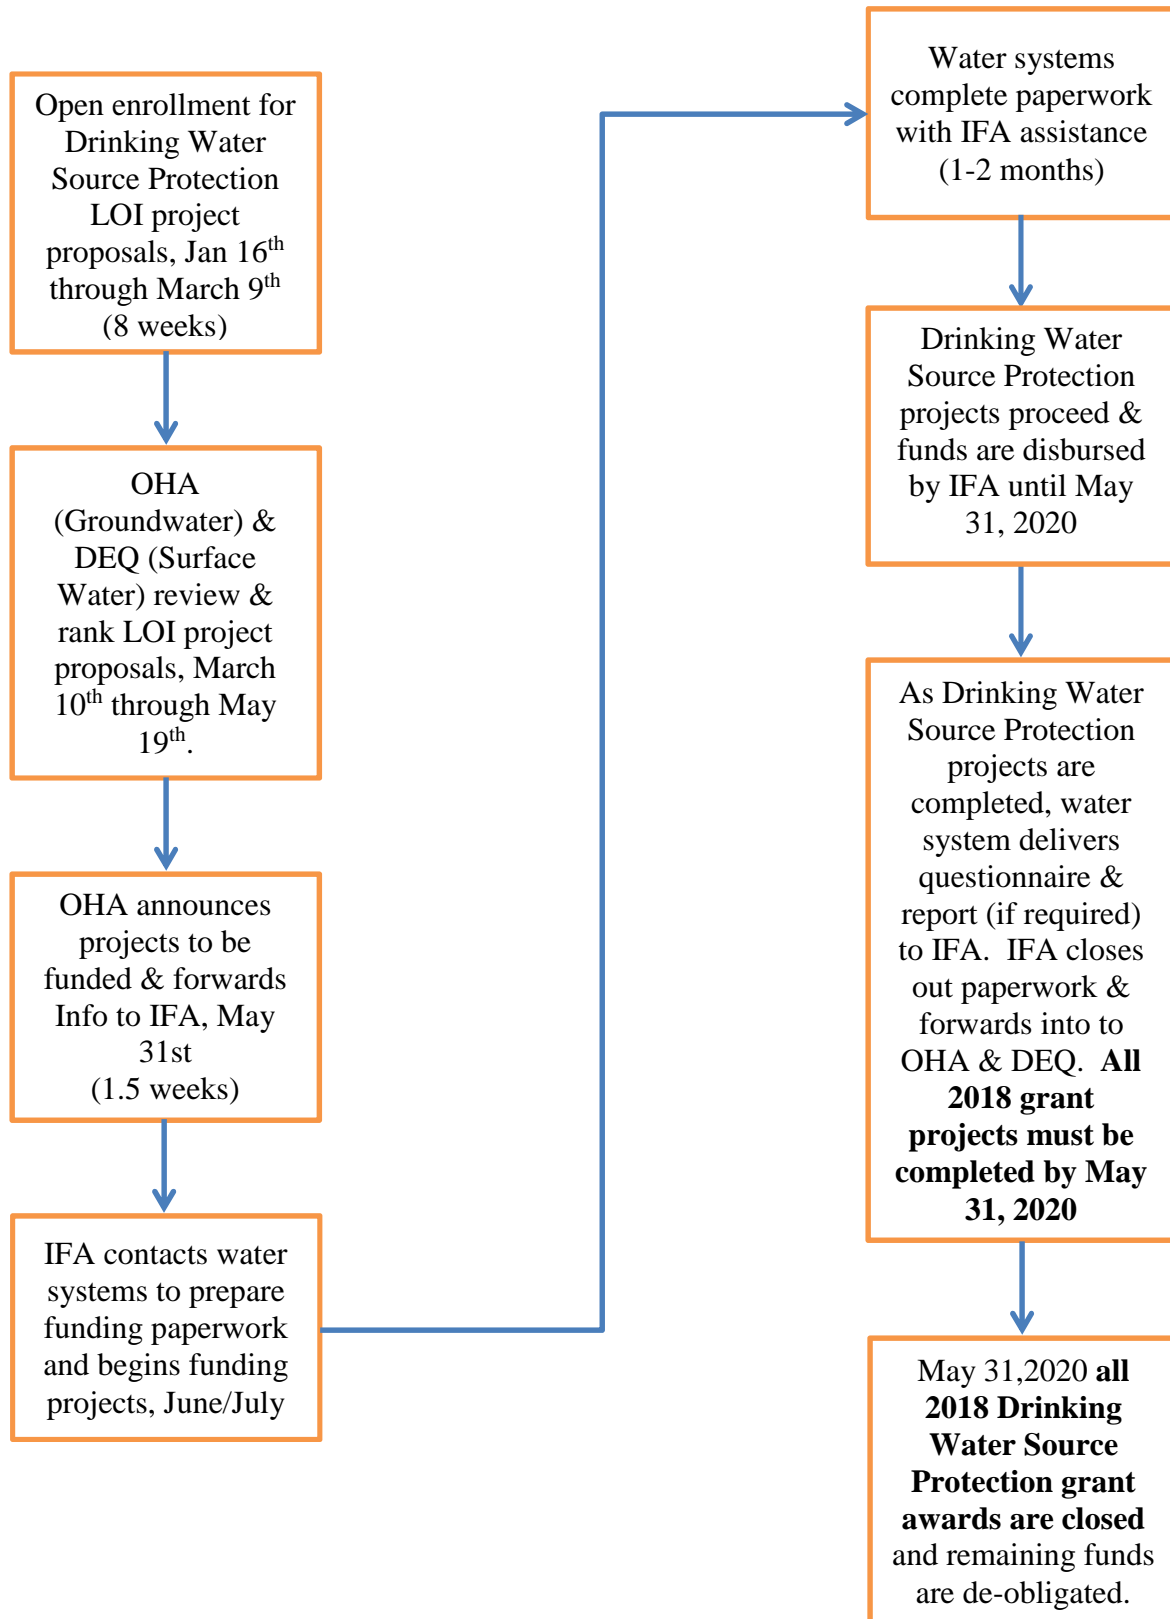 Open enrollment for
Drinking Water
Source Protection
LOI project
proposals, Jan 16th
through March 9th
(8 weeks)
OHA
(Groundwater) &
DEQ (Surface
Water) review &
rank LOI project
proposals, March
10th through May
19th.
OHA announces
projects to be
funded & forwards
Info to IFA, May
31st
(1.5 weeks)
IFA contacts water
systems to prepare
funding paperwork
and begins funding
projects, June/July
Water systems
complete paperwork
with IFA assistance
(1-2 months)
Drinking Water
Source Protection
projects proceed &
funds are disbursed
by IFA until May
31, 2020
As Drinking Water
Source Protection
projects are
completed, water
system delivers
questionnaire &
report (if required)
to IFA.  IFA closes
out paperwork &
forwards into to
OHA & DEQ.  All
2018 grant
projects must be
completed by May
31, 2020
May 31,2020 all
2018 Drinking
Water Source
Protection grant
awards are closed
and remaining funds
are de-obligated.